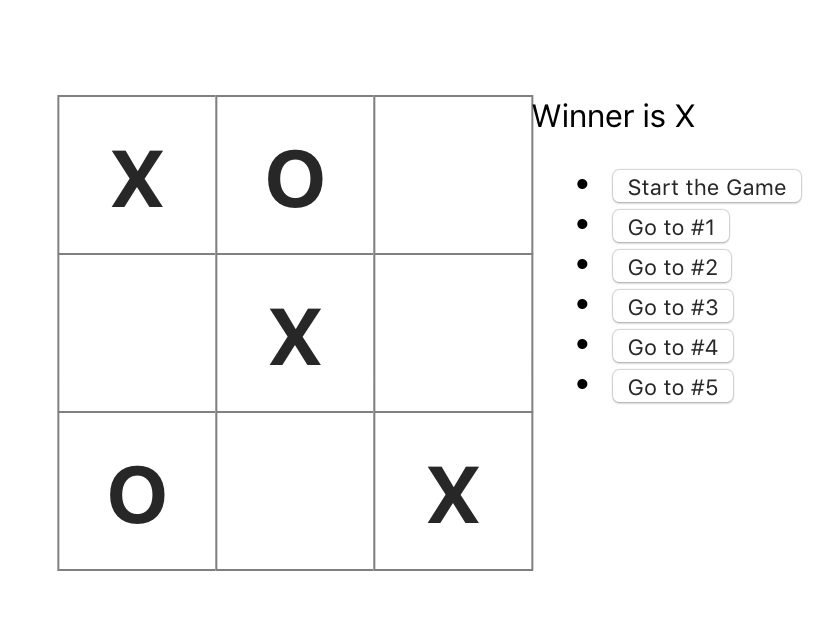 X O
X
O X
Winner is X
Start the Game
Go to #1
Go to #2
Go to #3
Go to #4
Go to #5